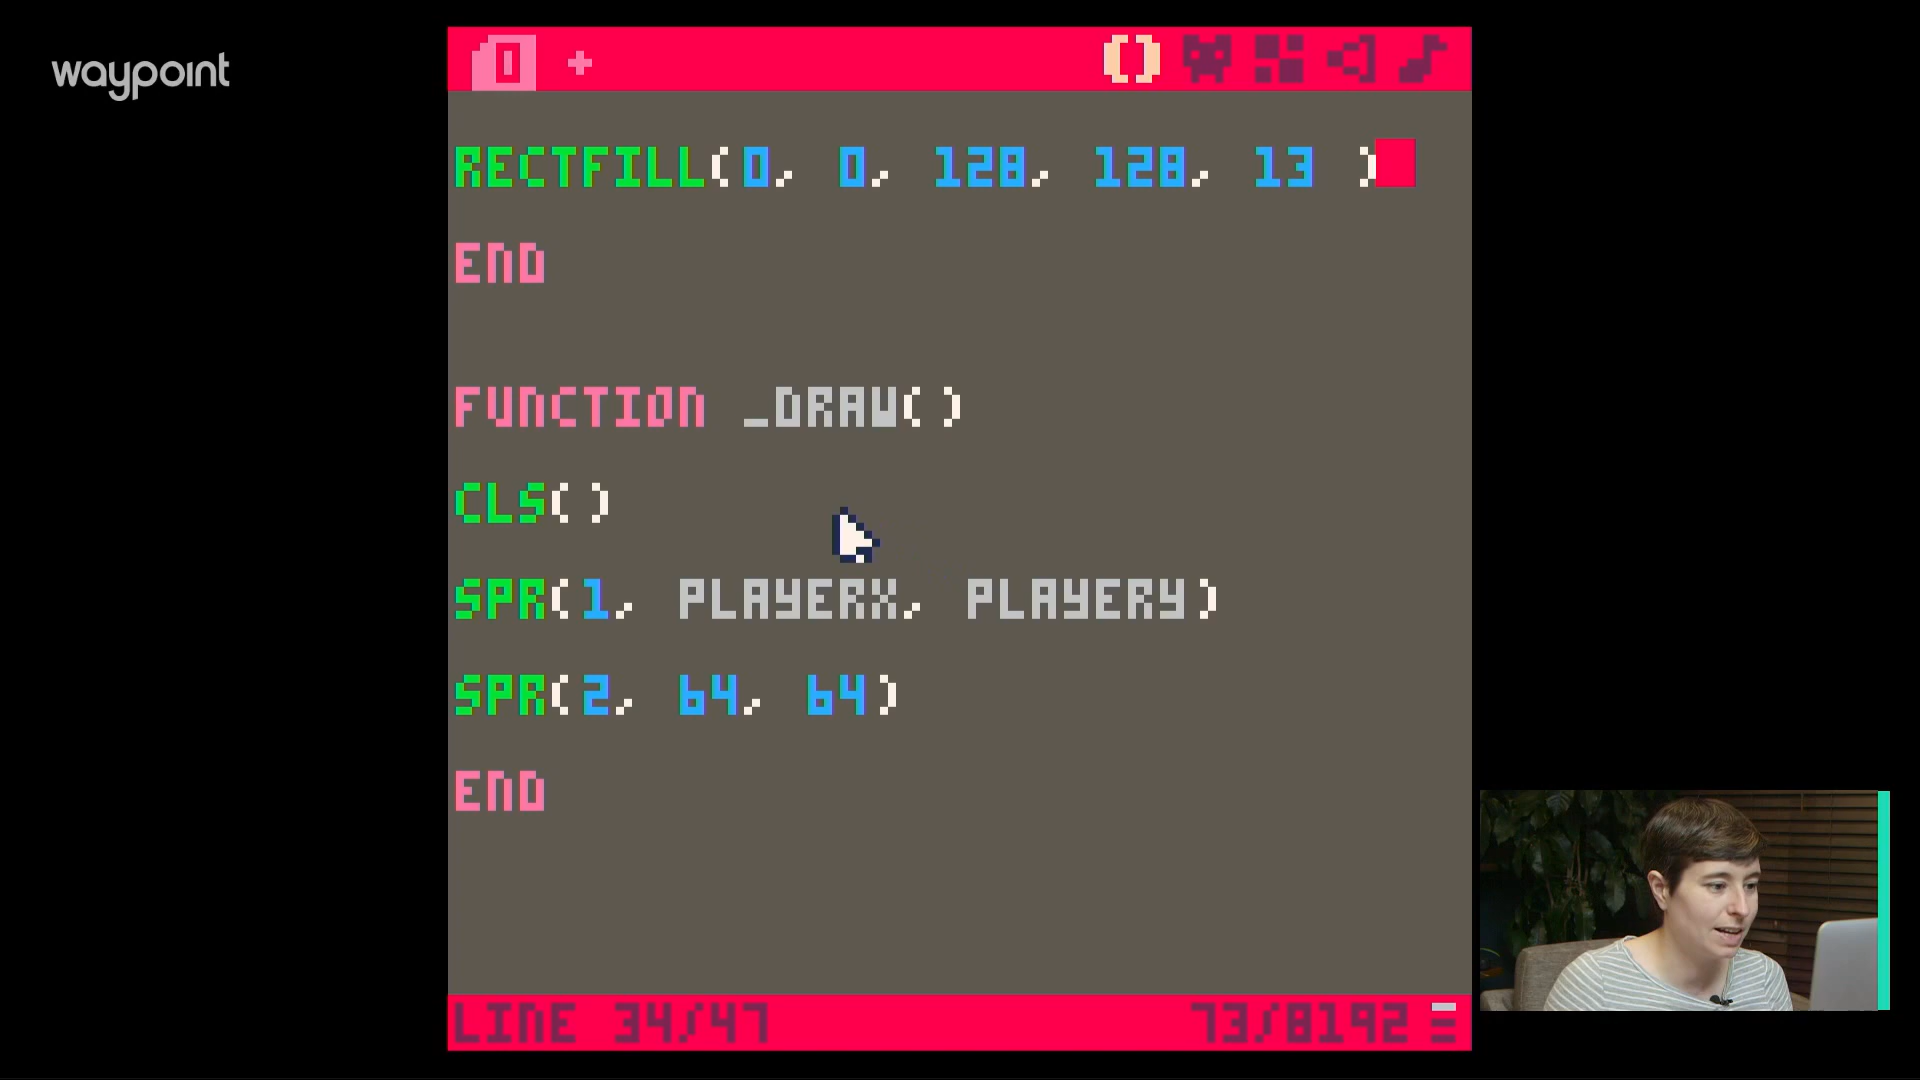 waypoint
0 +
RECTFILL(0, 0, 128, 128, 13 )
END
FUNCTION _DRAW()
CLS()
SPR(1, PLAYERX, PLAYERY)
SPR(2, 64, 64)
END
LINE 34/47 73/8192